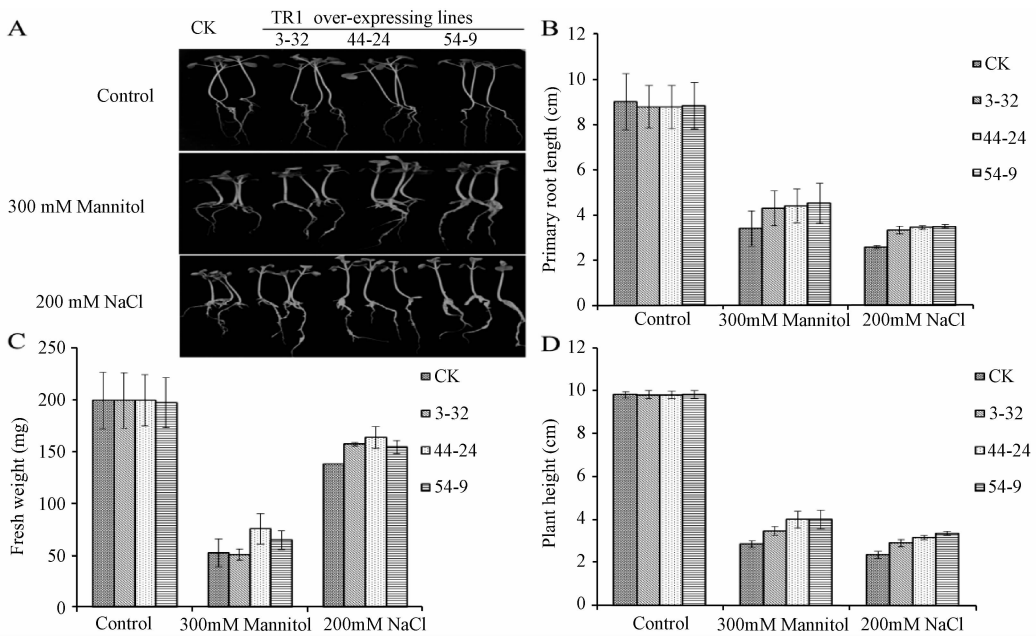 A
CK
TR1 over-expressing lines
3-32 44-24 54-9
Control
300 mM Mannitol
200 mM NaCl
B
Primary root length (cm)
12
10
8
6
4
2
0
Control 300mM Mannitol 200mM NaCl
CK
3-32
44-24
54-9
C
Fresh weight (mg)
250
200
150
100
50
0
Control 300mM Mannitol 200mM NaCl
CK
3-32
44-24
54-9
D
Plant height (cm)
12
10
8
6
4
2
0
Control 300mM Mannitol 200mM NaCl
CK
3-32
44-24
54-9